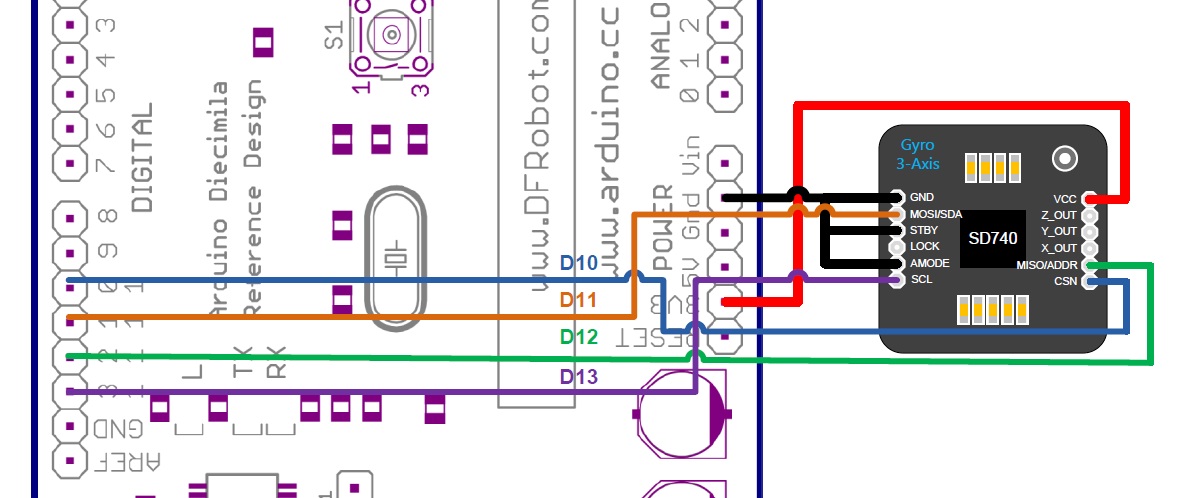 3
4
5
6
7
DIGITAL
8
9
10
11
12
13
GND
AREF
Arduino Diecimila
Reference Design
S1
1
3
L
TX
RX
www.DFRobot.com
www.arduino.cc
ANALO
2
1
0
POWER
Vin
Gnd
5V
3V3
RESET
D10
D11
D12
D13
Gyro
3-Axis
SD740
GND
MOSI/SDA
STBY
LOCK
AMODE
SCL
VCC
Z_OUT
Y_OUT
X_OUT
MISO/ADDR
CSN